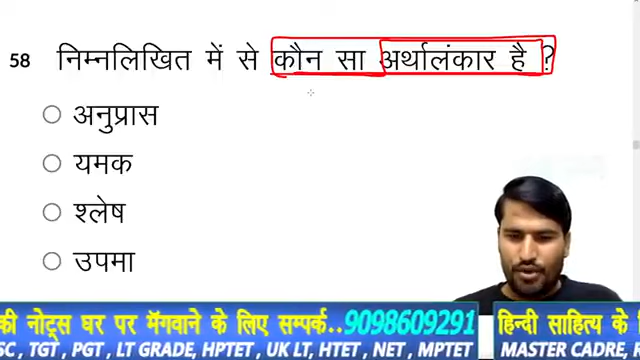 58 निम्नलिखित में से कौन सा अर्थालंकार है ?
अनुप्रास
यमक
श्लेष
उपमा
की नोट्स घर पर मॅगवाने के लिए सम्पर्क..9098609291 हिन्दी साहित्य के
SC , TGT , PGT , LT GRADE, HPTET , UK LT, HTET , NET , MPTET MASTER CADRE,